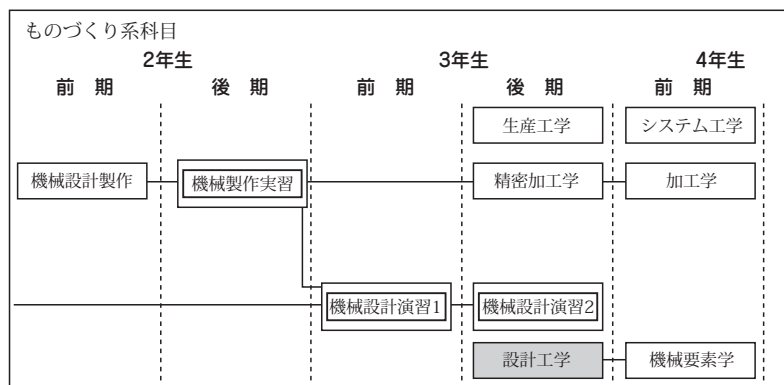 ものづくり系科目
2年生 3年生 4年生
前　期 後　期 前　期 後　期 前　期
生産工学 システム工学
機械設計製作 機械製作実習 精密加工学 加工学
機械設計演習1 機械設計演習2
設計工学 機械要素学